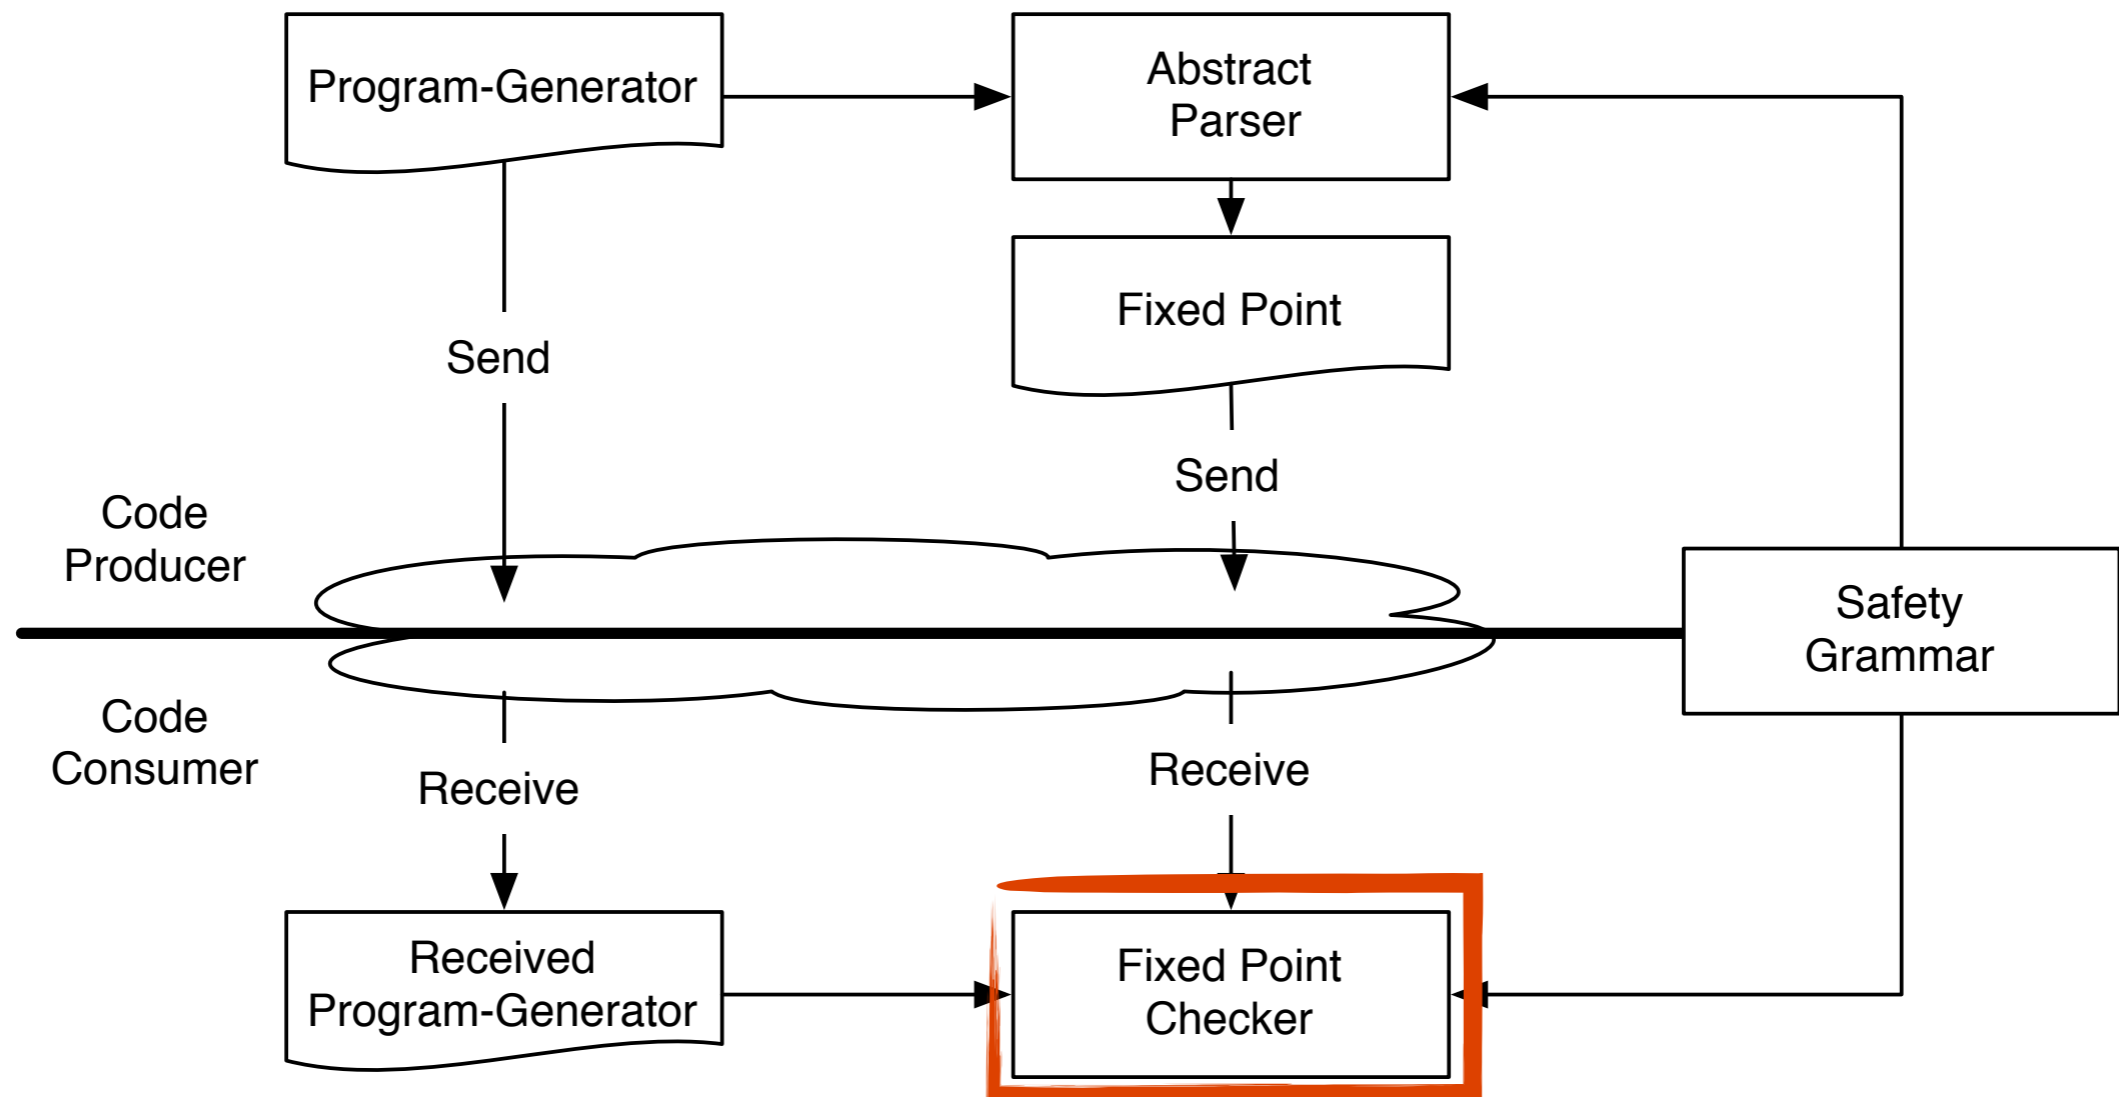 Program-Generator
Abstract
Parser
Fixed Point
Send
Send
Code
Producer
Safety
Grammar
Code
Consumer
Receive
Receive
Received
Program-Generator
Fixed Point
Checker